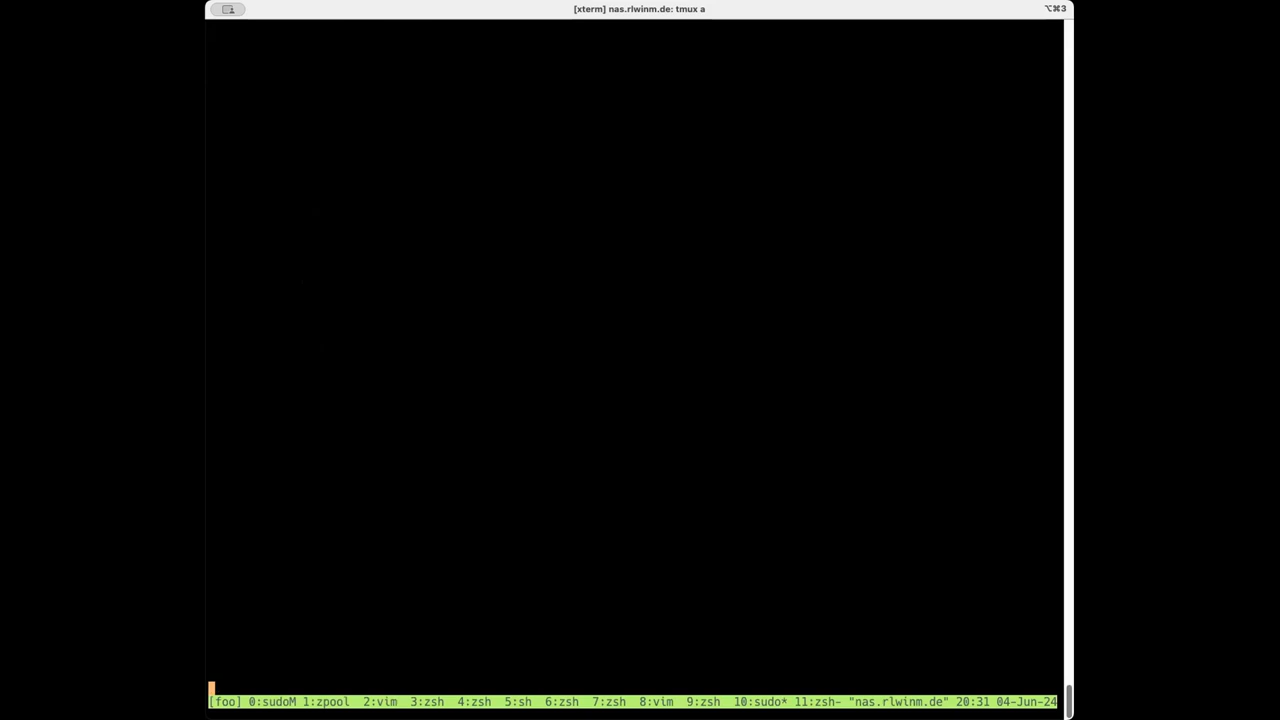 [xterm] nas.rlwinm.de: tmux a
⌥⌘3
[foo] 0:sudoM 1:zpool  2:vim  3:zsh  4:zsh  5:sh  6:zsh  7:zsh  8:vim  9:zsh  10:sudo* 11:zsh- "nas.rlwinm.de" 20:31 04-Jun-24